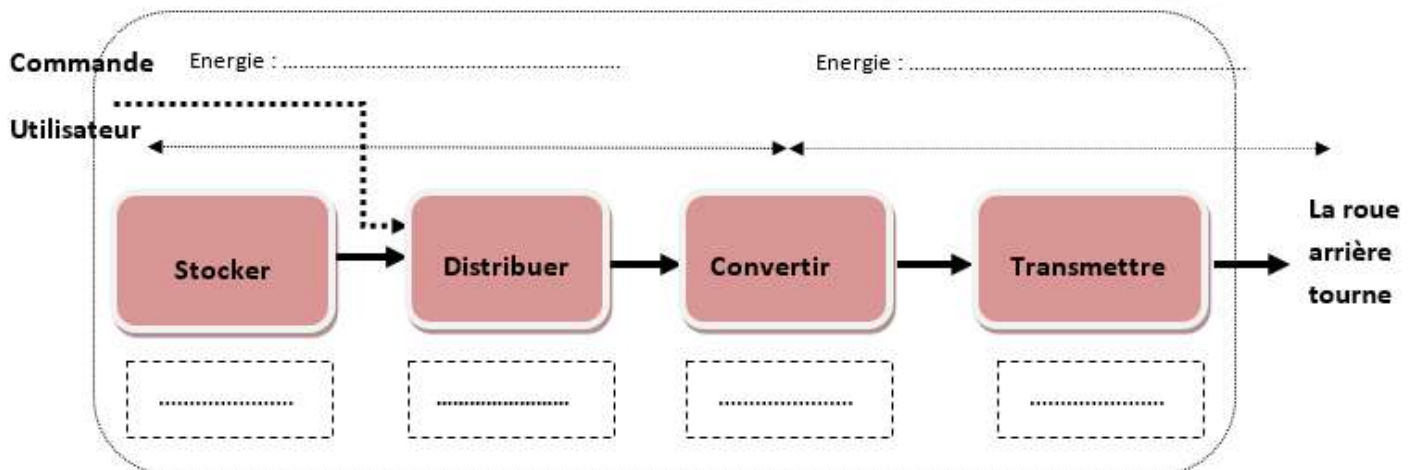 Commande
Energie : ........................................................
Energie : ........................................................
Utilisateur
Stocker
Distribuer
Convertir
Transmettre
La roue
arrière
tourne
......................
......................
......................
......................